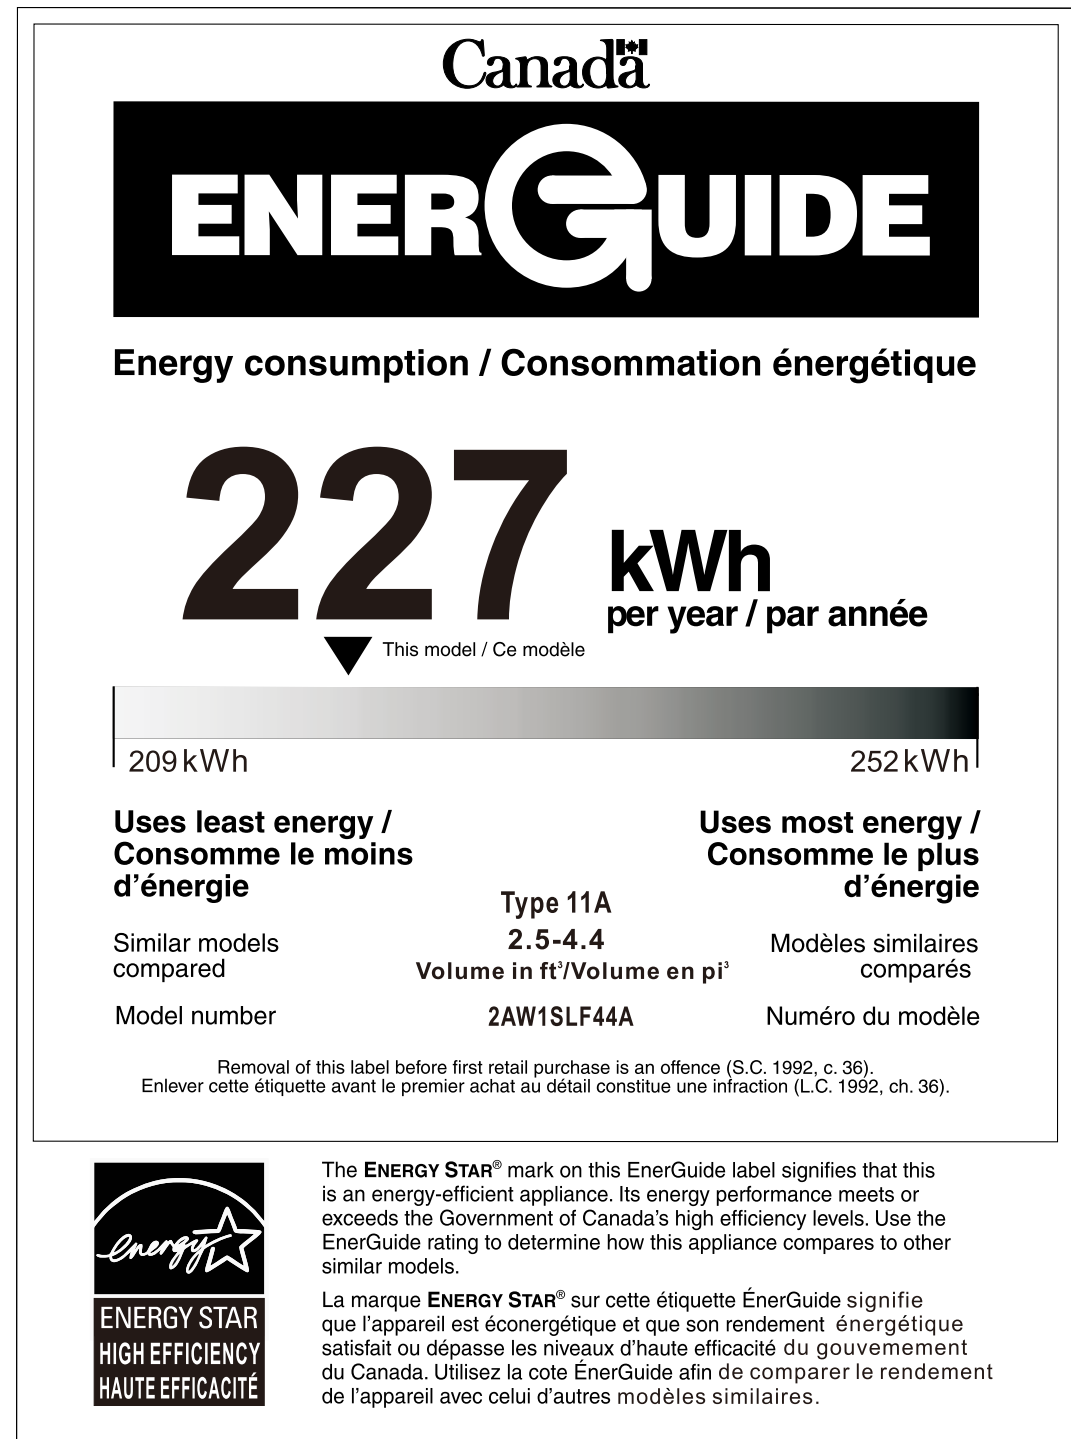 Canada
ENERGUIDE
Energy consumption / Consommation énergétique
227
kWh
per year / par année
This model / Ce modèle
209 kWh
252 kWh
Uses least energy /
Consomme le moins
d'énergie
Uses most energy /
Consomme le plus
d'énergie
Type 11A
2.5-4.4
Volume in ft³/Volume en pi³
Similar models
compared
Modèles similaires
comparés
Model number
2AW1SLF44A
Numéro du modèle
Removal of this label before first retail purchase is an offence (S.C. 1992, c. 36).
Enlever cette étiquette avant le premier achat au détail constitue une infraction (L.C. 1992, ch. 36).
energy
ENERGY STAR
HIGH EFFICIENCY
HAUTE EFFICACITÉ
The ENERGY STAR® mark on this EnerGuide label signifies that this
is an energy-efficient appliance. Its energy performance meets or
exceeds the Government of Canada's high efficiency levels. Use the
EnerGuide rating to determine how this appliance compares to other
similar models.
La marque ENERGY STAR® sur cette étiquette ÉnerGuide signifie
que l'appareil est éconergétique et que son rendement énergétique
satisfait ou dépasse les niveaux d'haute efficacité du gouvemement
du Canada. Utilisez la cote ÉnerGuide afin de comparer le rendement
de l'appareil avec celui d'autres modèles similaires.